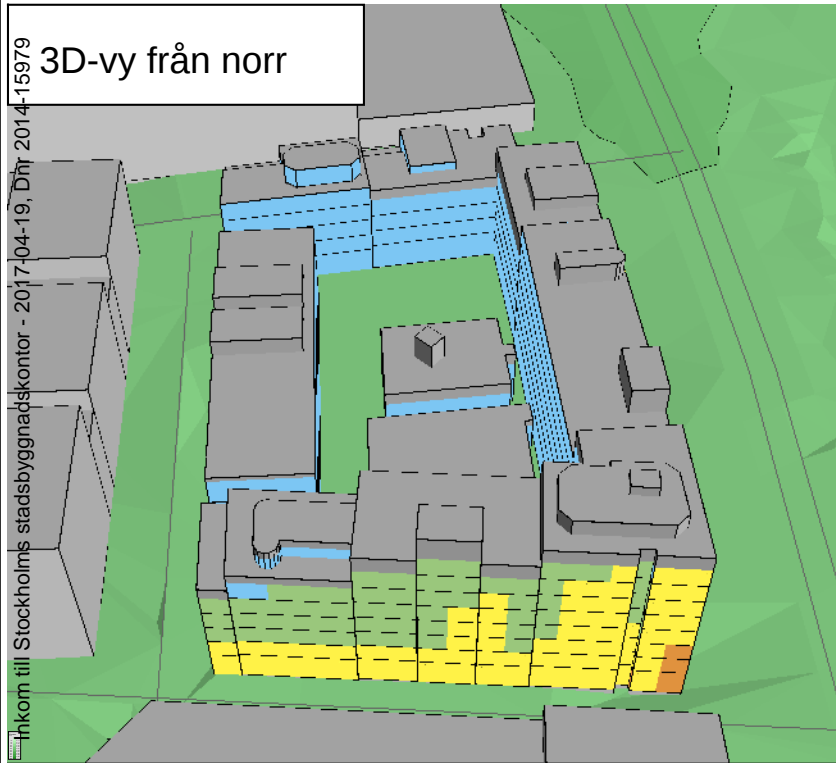 3D-vy från norr
Inkom till Stockholms stadsbyggnadskontor - 2017-04-19, Dnr 2014-15979